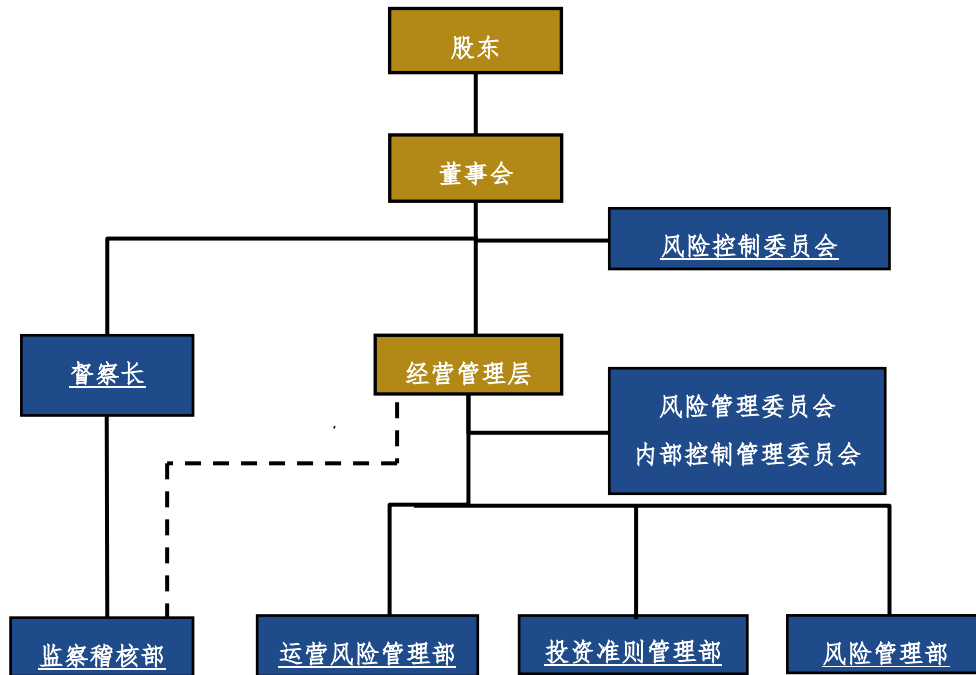 股东
董事会
风险控制委员会
督察长
经营管理层
风险管理委员会
内部控制管理委员会
监察稽核部
运营风险管理部
投资准则管理部
风险管理部